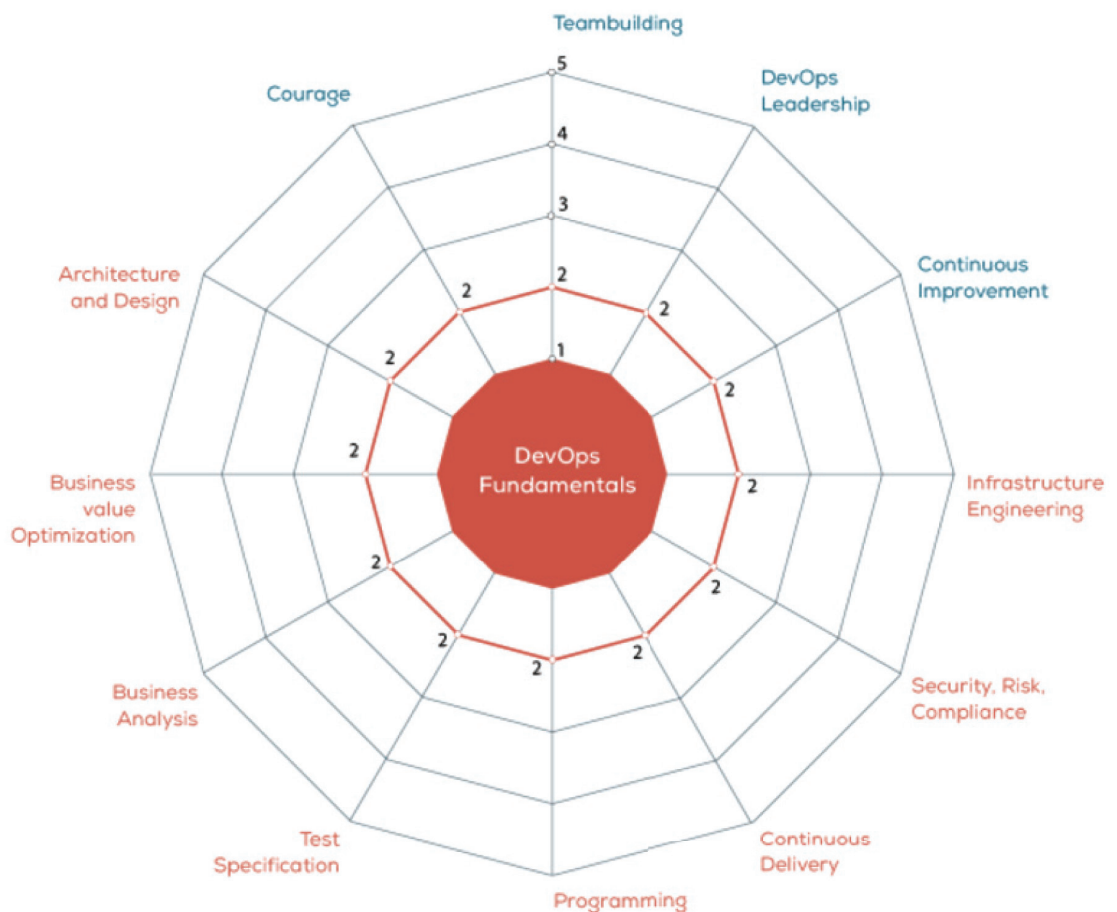 Teambuilding
5
DevOps
Leadership
Courage
4
3
Continuous
Improvement
Architecture
and Design
2
2
2
2
2
1
2
2
DevOps
Fundamentals
Business
value
Optimization
Infrastructure
Engineering
2
2
2
2
2
Security, Risk,
Compliance
Business
Analysis
Test
Specification
Continuous
Delivery
Programming